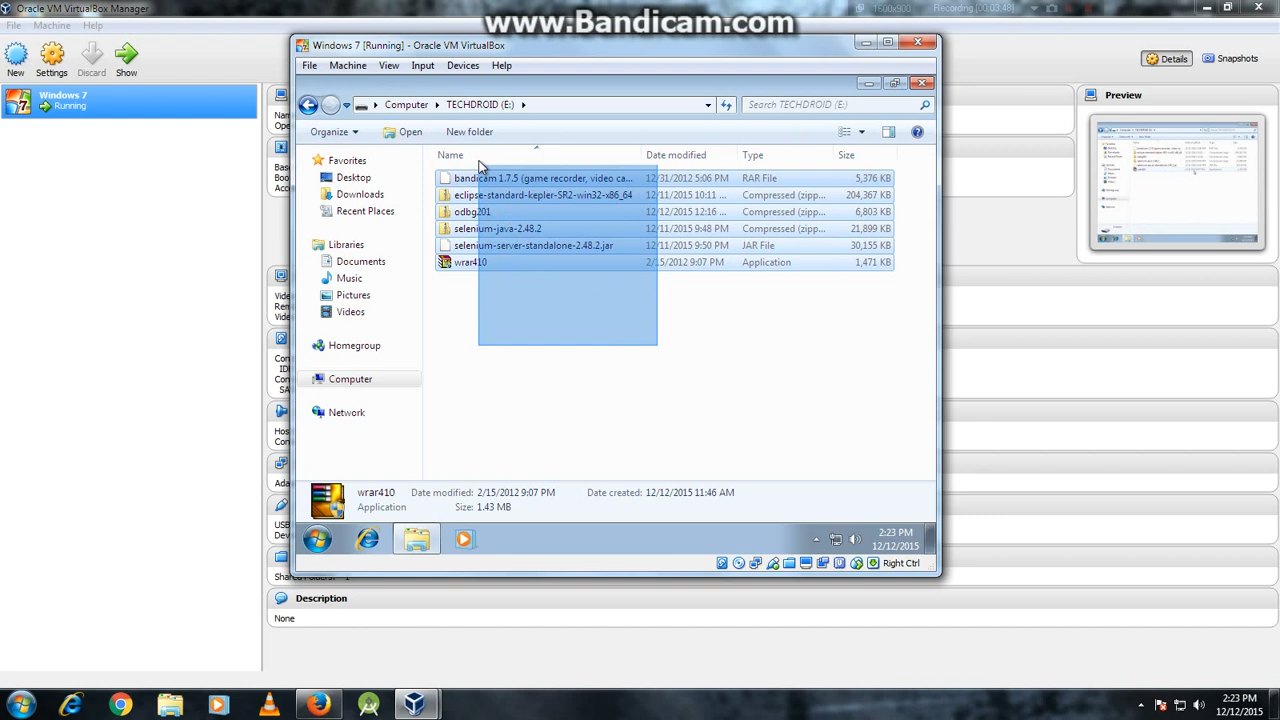 Oracle VM VirtualBox Manager
www.Bandicam.com
1500x900
Recording [00:03:48]
File Machine Help
New Settings Discard Show
Details Snapshots
Windows 7
Running
Preview
Windows 7 [Running] - Oracle VM VirtualBox
File Machine View Input Devices Help
Computer TECHDROID (E:)
Search TECHDROID (E:)
Organize Open New folder
Name Date modified Type Size
bandicam 1.7.5 (game recorder, video ca... 12/31/2012 5:06 PM RAR File 5,376 KB
eclipse-standard-kepler-SR2-win32-x86_64 12/11/2015 10:11 ... Compressed (zipp... 204,367 KB
odbg201 12/12/2015 12:16 ... Compressed (zipp... 6,803 KB
selenium-java-2.48.2 12/11/2015 9:48 PM Compressed (zipp... 21,899 KB
selenium-server-standalone-2.48.2.jar 12/11/2015 9:50 PM JAR File 30,155 KB
wrar410 2/15/2012 9:07 PM Application 1,471 KB
Favorites
Desktop
Downloads
Recent Places
Libraries
Documents
Music
Pictures
Videos
Homegroup
Computer
Network
wrar410 Date modified: 2/15/2012 9:07 PM Date created: 12/12/2015 11:46 AM
Application Size: 1.43 MB
2:23 PM
12/12/2015
Right Ctrl
Description
None
2:23 PM
12/12/2015